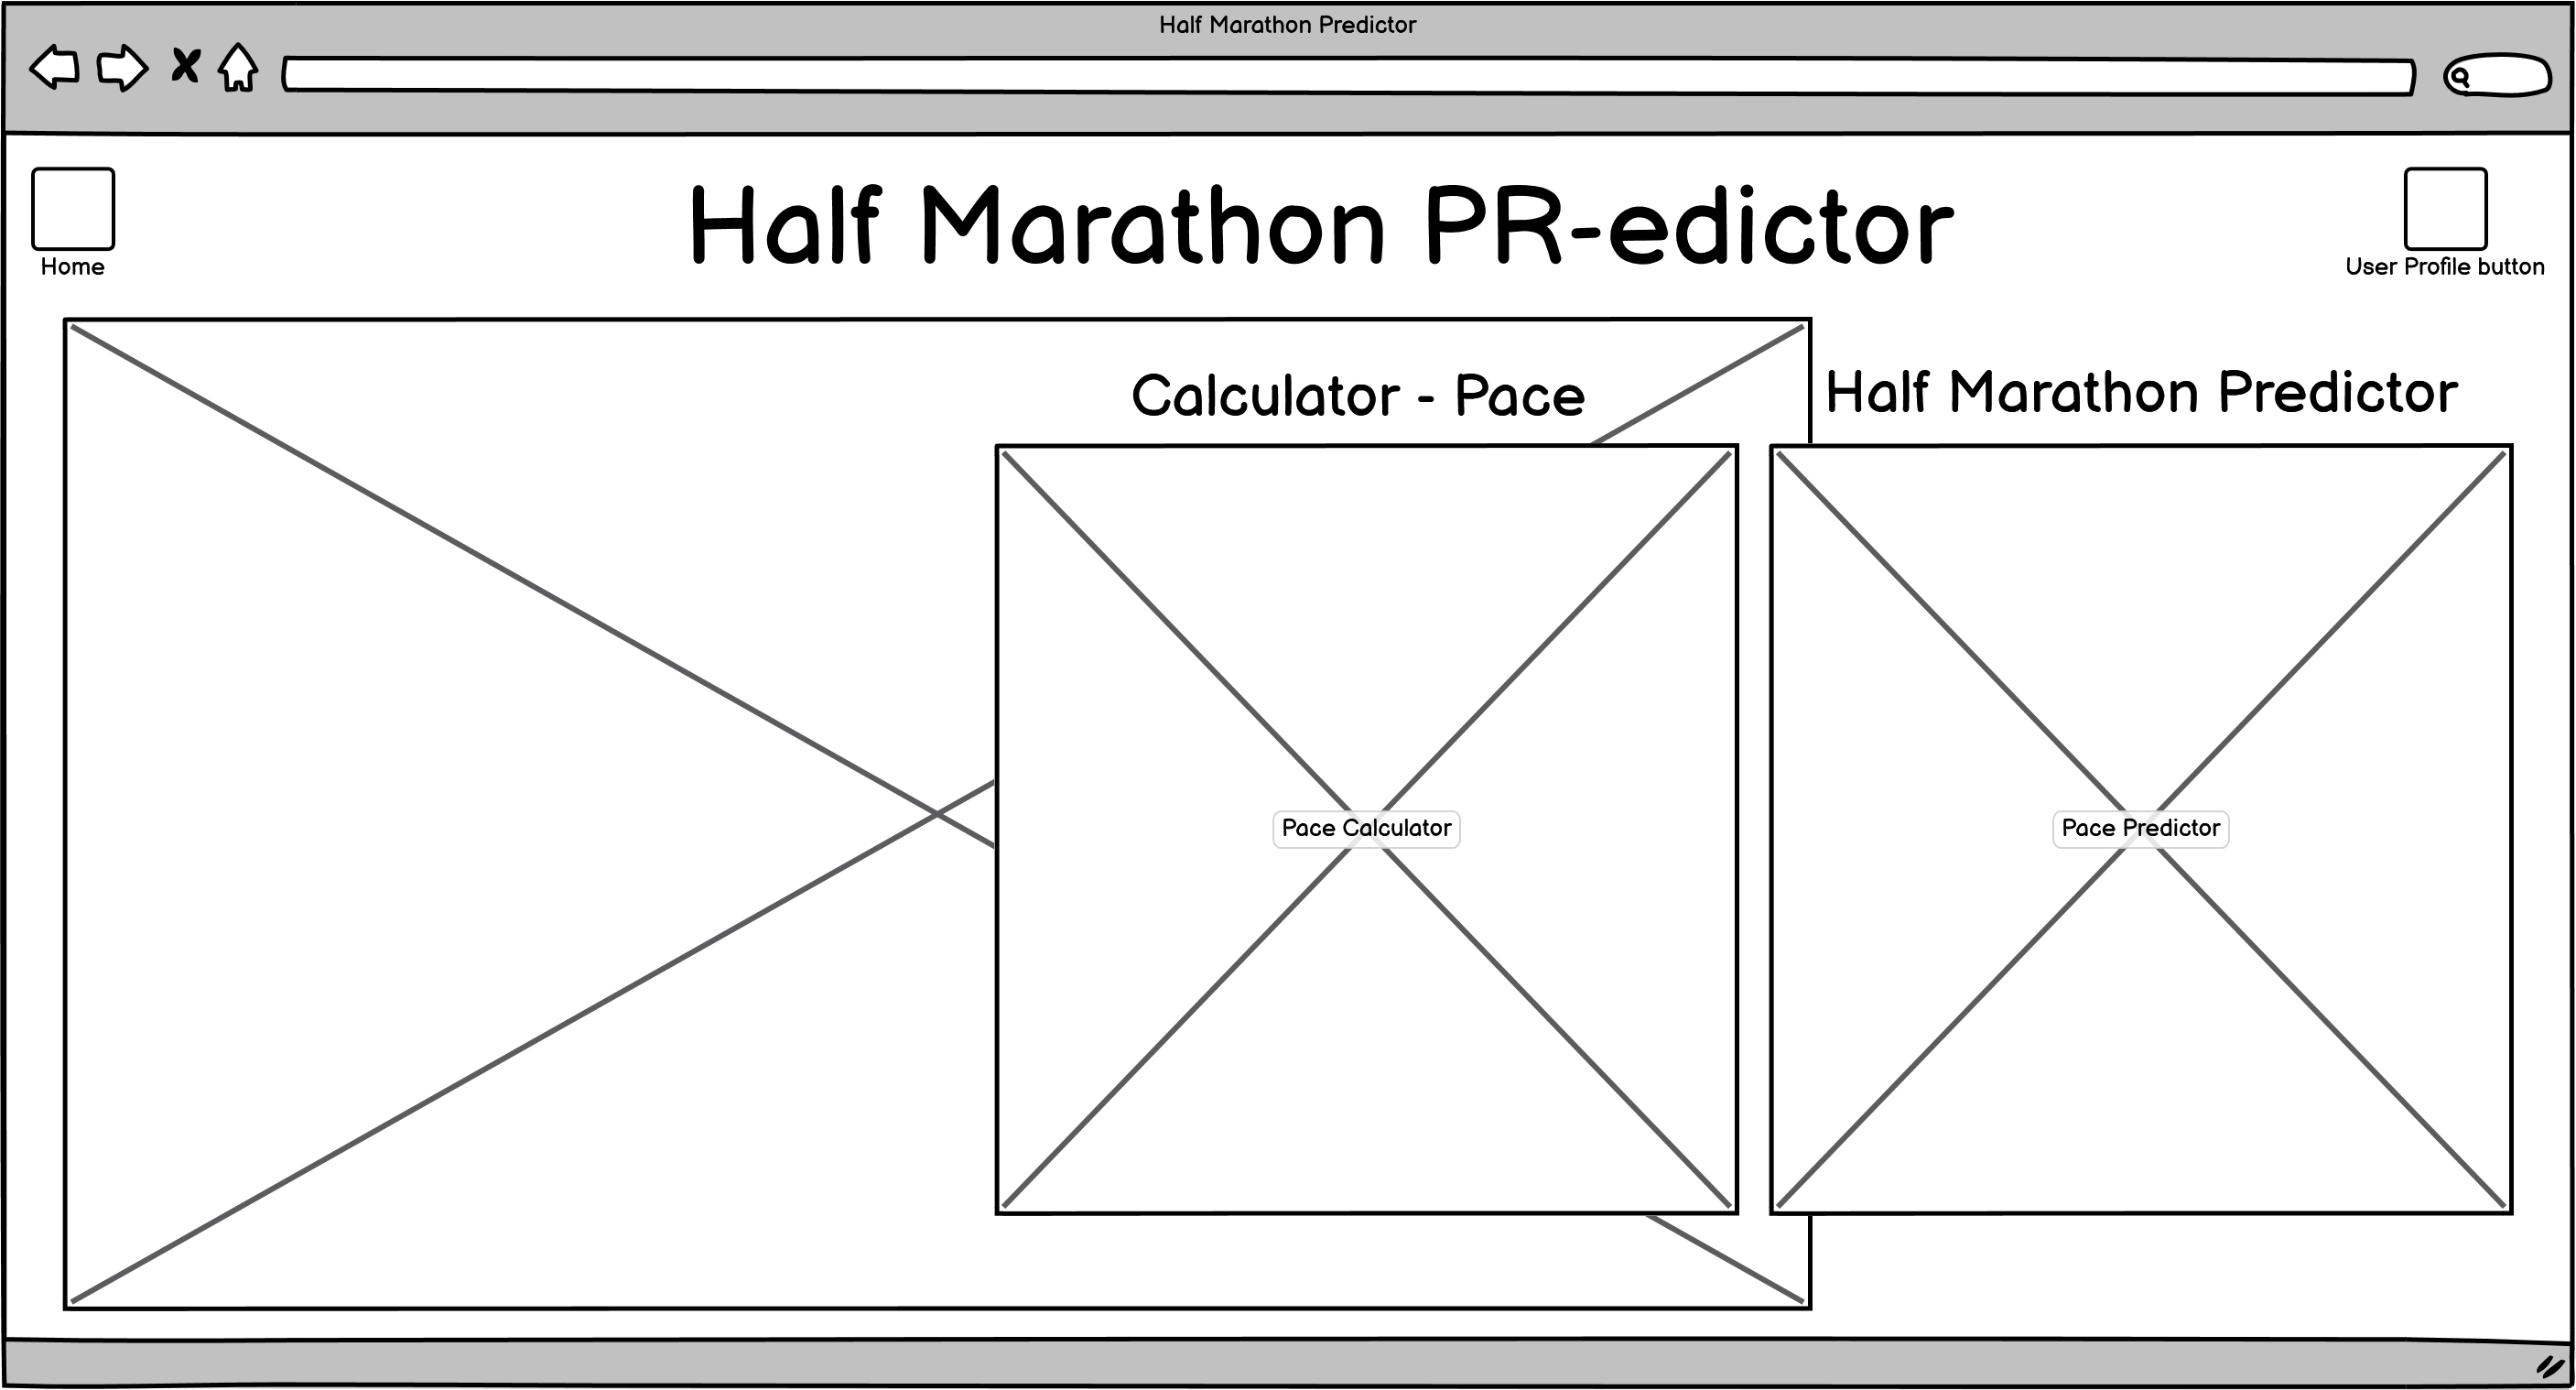 Half Marathon Predictor
Half Marathon PR-edictor
Home
User Profile button
Calculator - Pace
Half Marathon Predictor
Pace Calculator
Pace Predictor